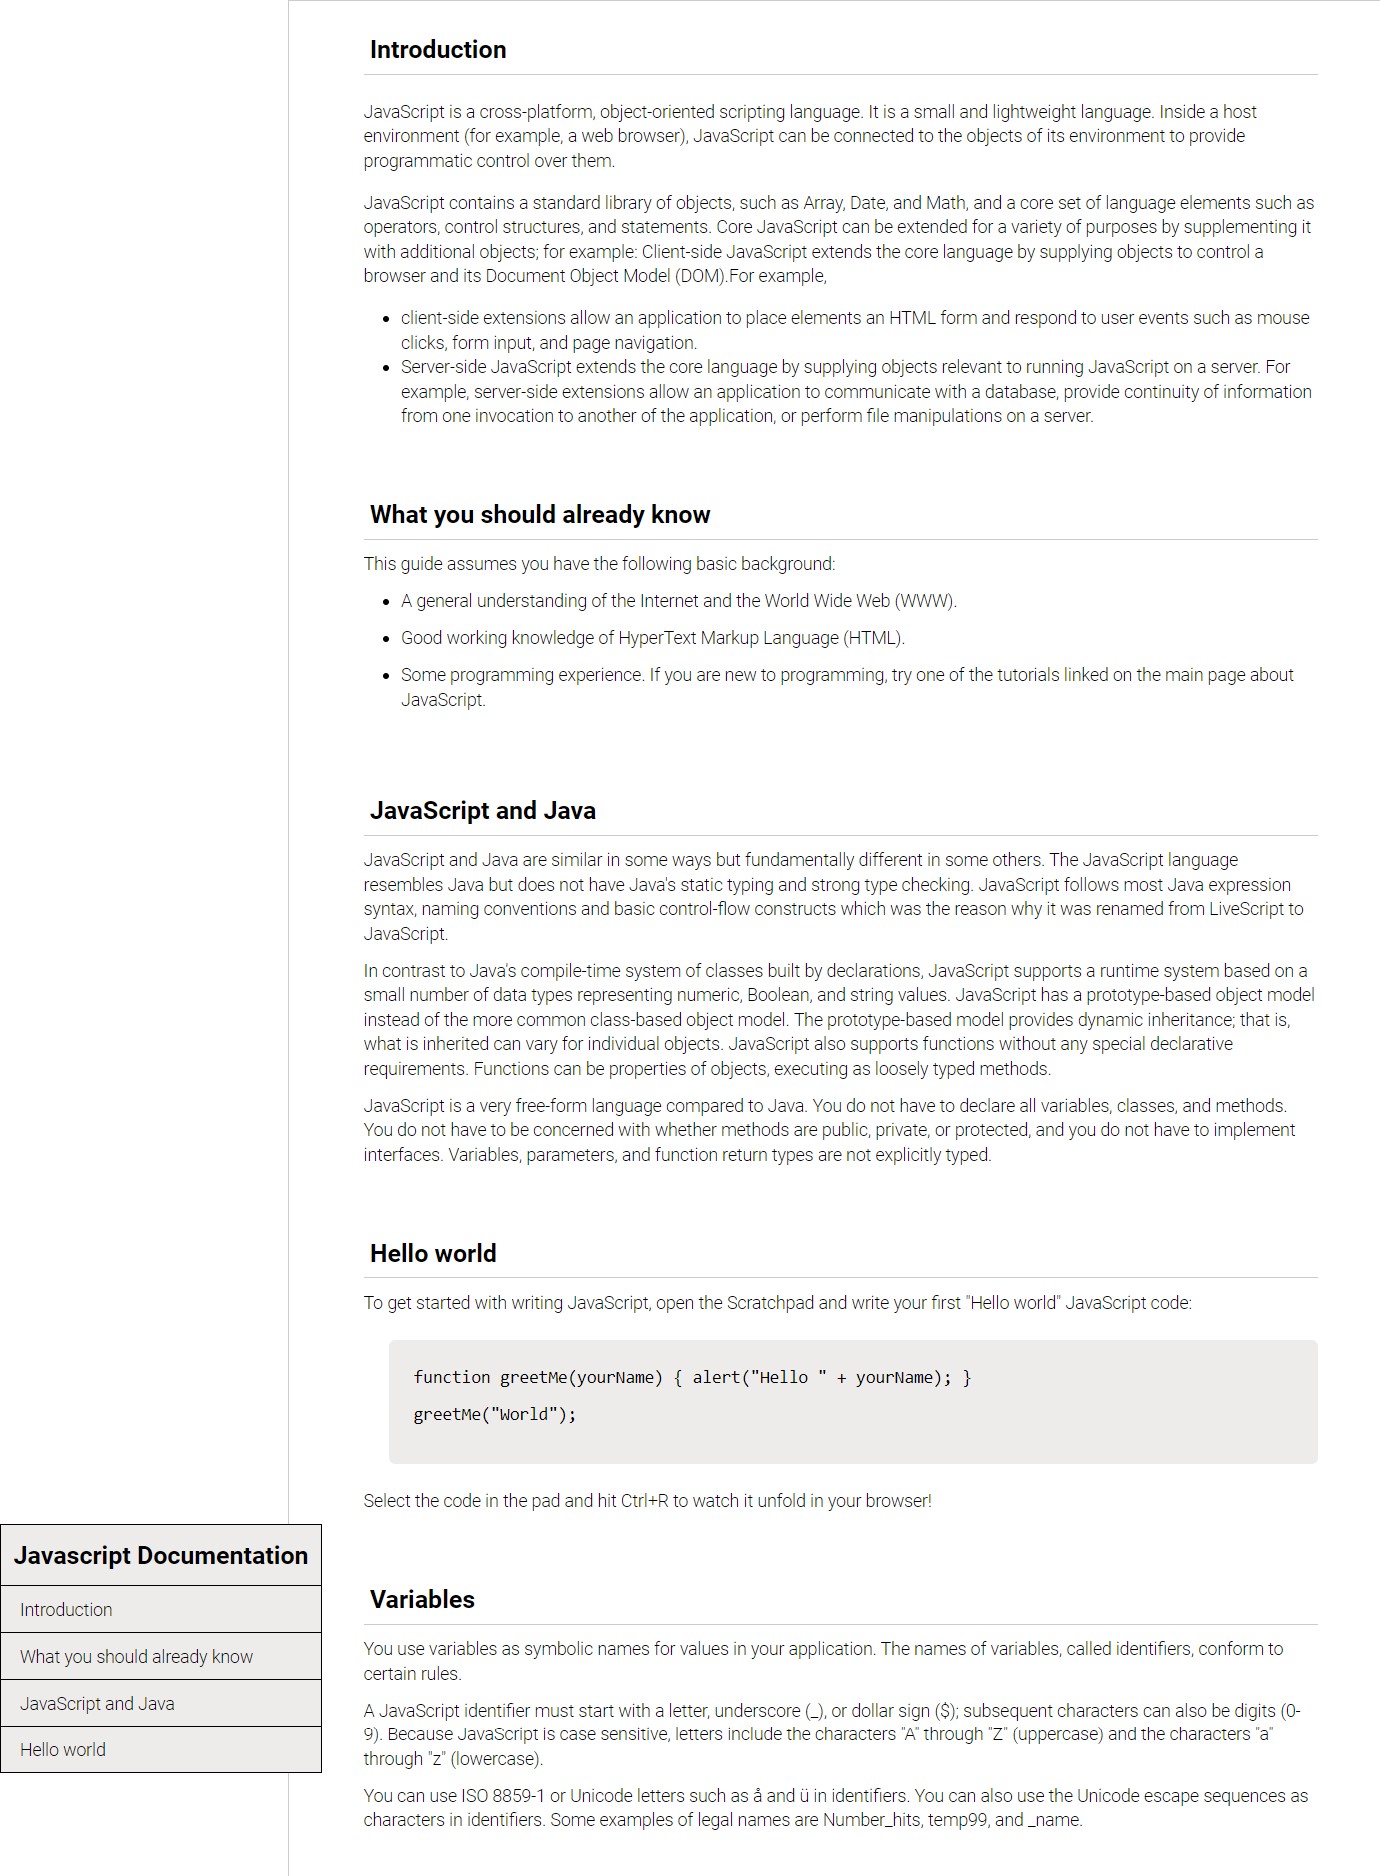 Introduction
JavaScript is a cross-platform, object-oriented scripting language. It is a small and lightweight language. Inside a host
environment (for example, a web browser), JavaScript can be connected to the objects of its environment to provide
programmatic control over them.
JavaScript contains a standard library of objects, such as Array, Date, and Math, and a core set of language elements such as
operators, control structures, and statements. Core JavaScript can be extended for a variety of purposes by supplementing it
with additional objects; for example: Client-side JavaScript extends the core language by supplying objects to control a
browser and its Document Object Model (DOM).For example,
• client-side extensions allow an application to place elements an HTML form and respond to user events such as mouse
clicks, form input, and page navigation.
• Server-side JavaScript extends the core language by supplying objects relevant to running JavaScript on a server. For
example, server-side extensions allow an application to communicate with a database, provide continuity of information
from one invocation to another of the application, or perform file manipulations on a server.
What you should already know
This guide assumes you have the following basic background:
• A general understanding of the Internet and the World Wide Web (WWW).
• Good working knowledge of HyperText Markup Language (HTML).
• Some programming experience. If you are new to programming, try one of the tutorials linked on the main page about
JavaScript.
JavaScript and Java
JavaScript and Java are similar in some ways but fundamentally different in some others. The JavaScript language
resembles Java but does not have Java's static typing and strong type checking. JavaScript follows most Java expression
syntax, naming conventions and basic control-flow constructs which was the reason why it was renamed from LiveScript to
JavaScript.
In contrast to Java's compile-time system of classes built by declarations, JavaScript supports a runtime system based on a
small number of data types representing numeric, Boolean, and string values. JavaScript has a prototype-based object model
instead of the more common class-based object model. The prototype-based model provides dynamic inheritance; that is,
what is inherited can vary for individual objects. JavaScript also supports functions without any special declarative
requirements. Functions can be properties of objects, executing as loosely typed methods.
JavaScript is a very free-form language compared to Java. You do not have to declare all variables, classes, and methods.
You do not have to be concerned with whether methods are public, private, or protected, and you do not have to implement
interfaces. Variables, parameters, and function return types are not explicitly typed.
Hello world
To get started with writing JavaScript, open the Scratchpad and write your first "Hello world" JavaScript code:
function greetMe(yourName) { alert("Hello " + yourName); }
greetMe("World");
Select the code in the pad and hit Ctrl+R to watch it unfold in your browser!
Javascript Documentation
Introduction
What you should already know
JavaScript and Java
Hello world
Variables
You use variables as symbolic names for values in your application. The names of variables, called identifiers, conform to
certain rules.
A JavaScript identifier must start with a letter, underscore (_), or dollar sign ($); subsequent characters can also be digits (0-
9). Because JavaScript is case sensitive, letters include the characters "A" through "Z" (uppercase) and the characters "a"
through "z" (lowercase).
You can use ISO 8859-1 or Unicode letters such as å and ü in identifiers. You can also use the Unicode escape sequences as
characters in identifiers. Some examples of legal names are Number_hits, temp99, and _name.